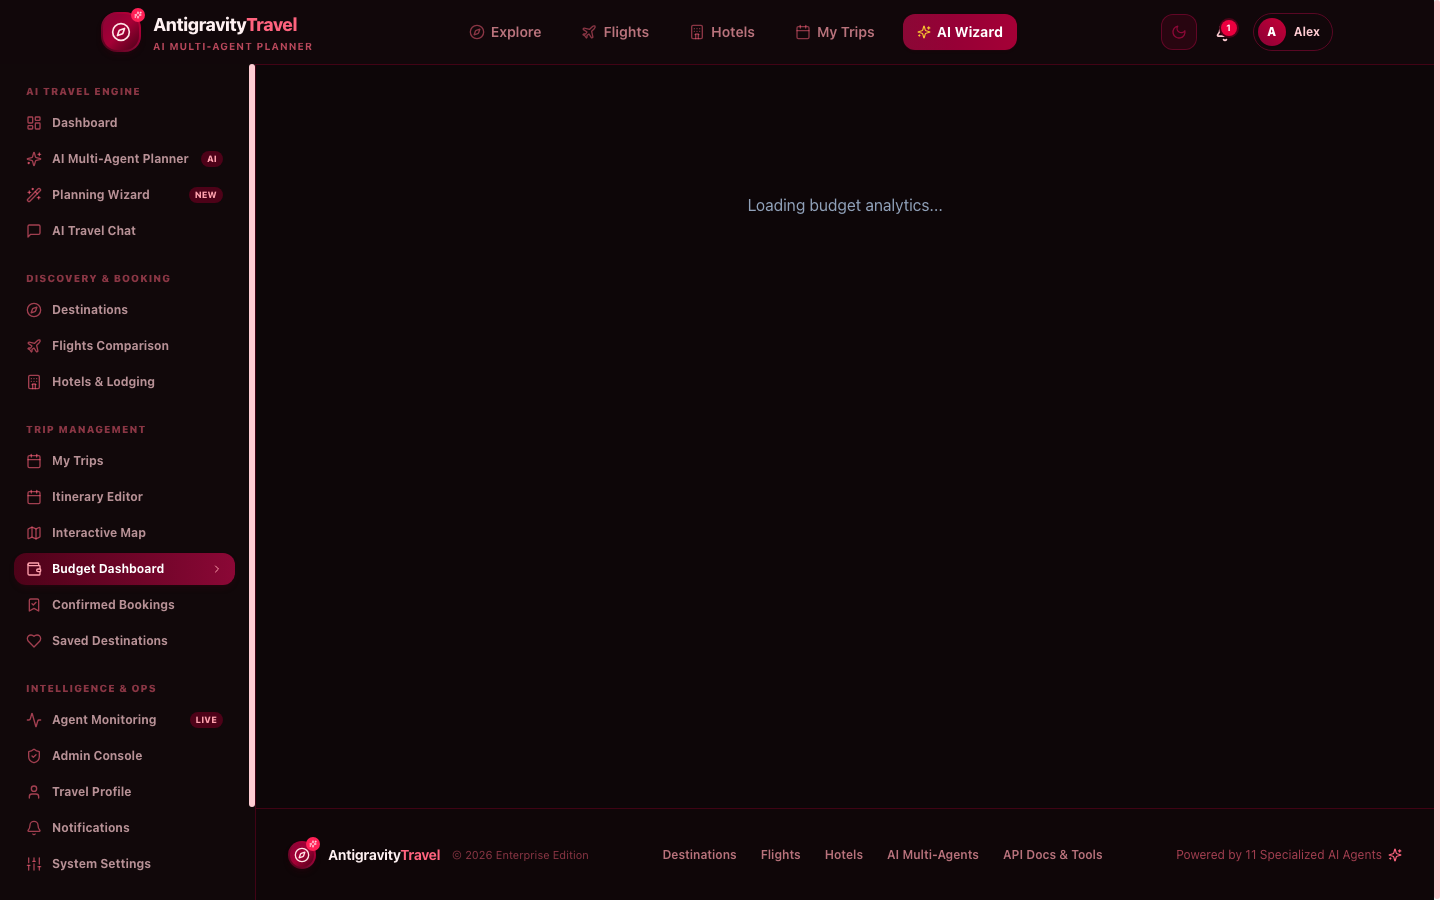 AntigravityTravel
AI MULTI-AGENT PLANNER
Explore
Flights
Hotels
My Trips
AI Wizard
1
A
Alex
AI TRAVEL ENGINE
Dashboard
AI Multi-Agent Planner AI
Planning Wizard NEW
AI Travel Chat
DISCOVERY & BOOKING
Destinations
Flights Comparison
Hotels & Lodging
TRIP MANAGEMENT
My Trips
Itinerary Editor
Interactive Map
Budget Dashboard
Confirmed Bookings
Saved Destinations
INTELLIGENCE & OPS
Agent Monitoring LIVE
Admin Console
Travel Profile
Notifications
System Settings
Loading budget analytics...
AntigravityTravel © 2026 Enterprise Edition
Destinations
Flights
Hotels
AI Multi-Agents
API Docs & Tools
Powered by 11 Specialized AI Agents